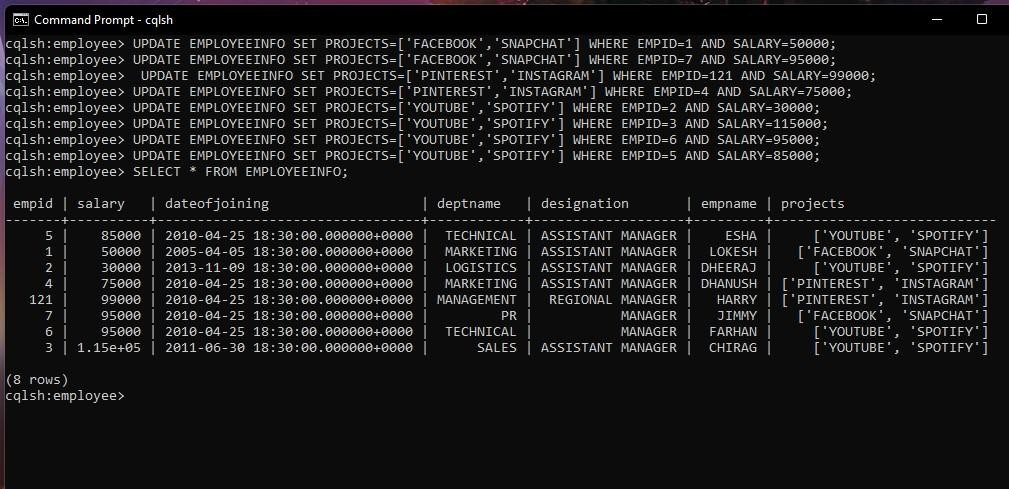 Command Prompt - cqlsh
cqlsh:employee> UPDATE EMPLOYEEINFO SET PROJECTS=['FACEBOOK','SNAPCHAT'] WHERE EMPID=1 AND SALARY=50000;
cqlsh:employee> UPDATE EMPLOYEEINFO SET PROJECTS=['FACEBOOK','SNAPCHAT'] WHERE EMPID=7 AND SALARY=95000;
cqlsh:employee>  UPDATE EMPLOYEEINFO SET PROJECTS=['PINTEREST','INSTAGRAM'] WHERE EMPID=121 AND SALARY=99000;
cqlsh:employee> UPDATE EMPLOYEEINFO SET PROJECTS=['PINTEREST','INSTAGRAM'] WHERE EMPID=4 AND SALARY=75000;
cqlsh:employee> UPDATE EMPLOYEEINFO SET PROJECTS=['YOUTUBE','SPOTIFY'] WHERE EMPID=2 AND SALARY=30000;
cqlsh:employee> UPDATE EMPLOYEEINFO SET PROJECTS=['YOUTUBE','SPOTIFY'] WHERE EMPID=3 AND SALARY=115000;
cqlsh:employee> UPDATE EMPLOYEEINFO SET PROJECTS=['YOUTUBE','SPOTIFY'] WHERE EMPID=6 AND SALARY=95000;
cqlsh:employee> UPDATE EMPLOYEEINFO SET PROJECTS=['YOUTUBE','SPOTIFY'] WHERE EMPID=5 AND SALARY=85000;
cqlsh:employee> SELECT * FROM EMPLOYEEINFO;
 empid | salary   | dateofjoining                   | deptname   | designation       | empname | projects
-------+----------+---------------------------------+------------+-------------------+---------+----------------------------
     5 |    85000 | 2010-04-25 18:30:00.000000+0000 |  TECHNICAL | ASSISTANT MANAGER |    ESHA |     ['YOUTUBE', 'SPOTIFY']
     1 |    50000 | 2005-04-05 18:30:00.000000+0000 |  MARKETING | ASSISTANT MANAGER |  LOKESH |   ['FACEBOOK', 'SNAPCHAT']
     2 |    30000 | 2013-11-09 18:30:00.000000+0000 |  LOGISTICS | ASSISTANT MANAGER | DHEERAJ |     ['YOUTUBE', 'SPOTIFY']
     4 |    75000 | 2010-04-25 18:30:00.000000+0000 |  MARKETING | ASSISTANT MANAGER | DHANUSH | ['PINTEREST', 'INSTAGRAM']
   121 |    99000 | 2010-04-25 18:30:00.000000+0000 | MANAGEMENT |  REGIONAL MANAGER |   HARRY | ['PINTEREST', 'INSTAGRAM']
     7 |    95000 | 2010-04-25 18:30:00.000000+0000 |         PR |           MANAGER |   JIMMY |   ['FACEBOOK', 'SNAPCHAT']
     6 |    95000 | 2010-04-25 18:30:00.000000+0000 |  TECHNICAL |           MANAGER |  FARHAN |     ['YOUTUBE', 'SPOTIFY']
     3 | 1.15e+05 | 2011-06-30 18:30:00.000000+0000 |      SALES | ASSISTANT MANAGER |  CHIRAG |     ['YOUTUBE', 'SPOTIFY']
(8 rows)
cqlsh:employee>